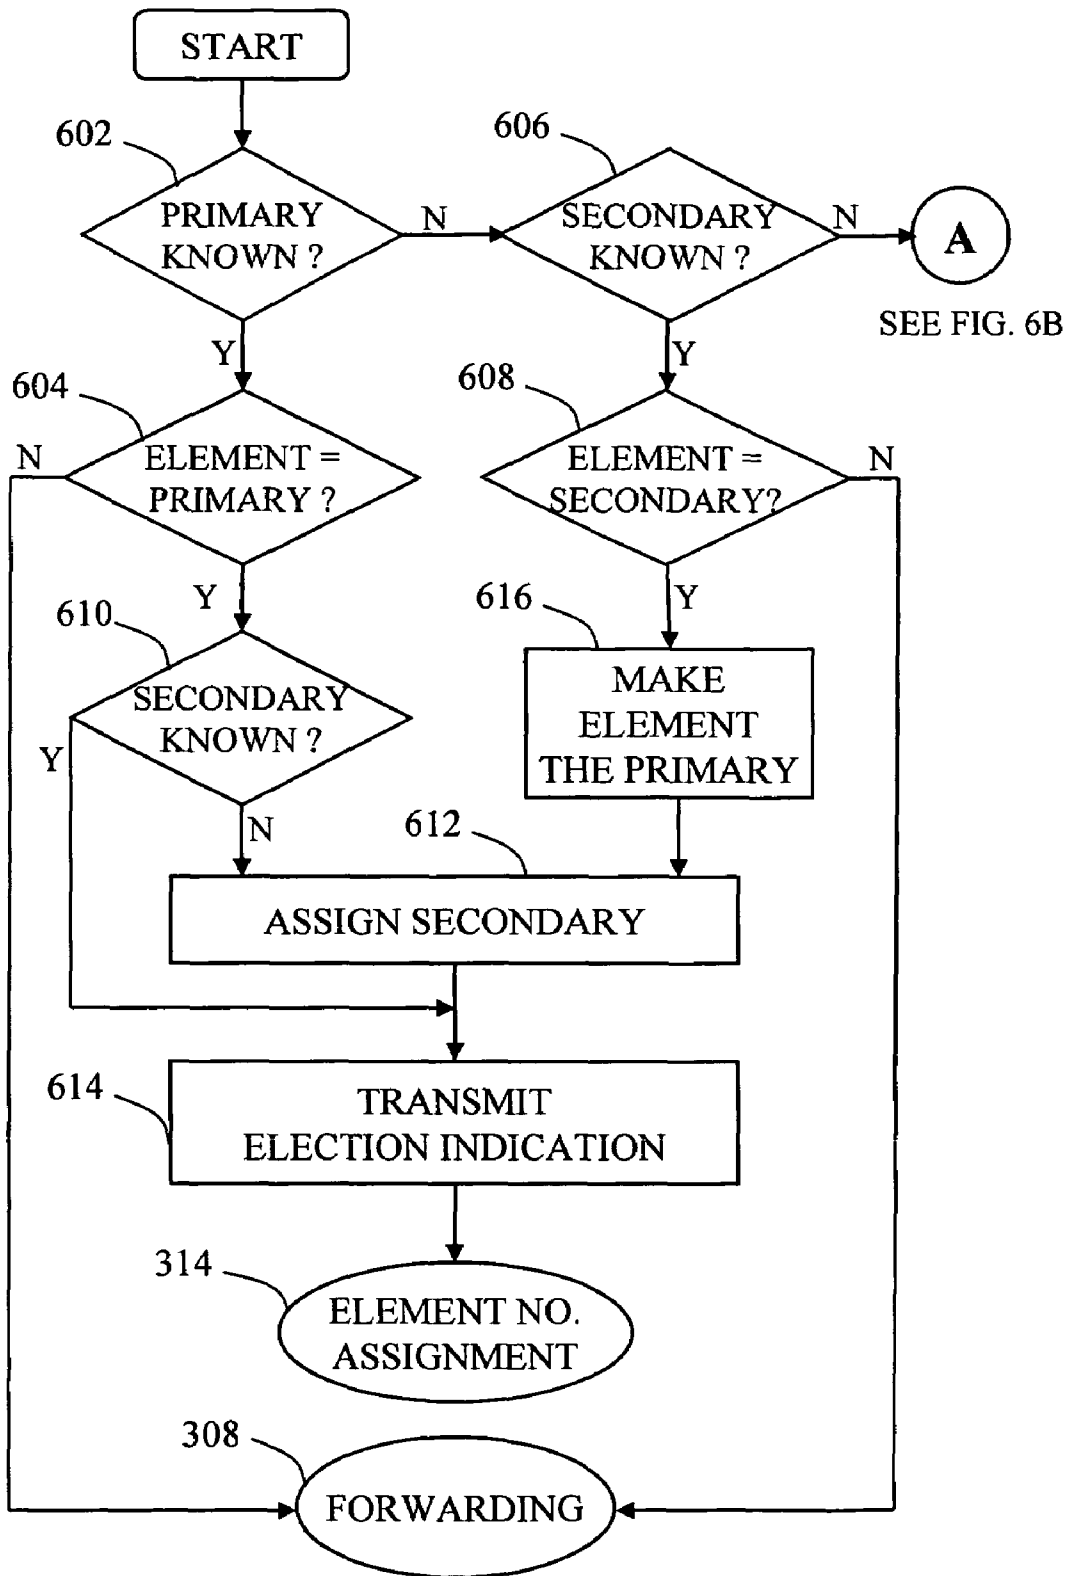 START
602
606
PRIMARY
KNOWN ?
N
SECONDARY
KNOWN ?
N
A
SEE FIG. 6B
Y
Y
604
608
N
ELEMENT =
PRIMARY ?
ELEMENT =
SECONDARY?
N
Y
Y
610
616
SECONDARY
KNOWN ?
MAKE
ELEMENT
THE PRIMARY
Y
N
612
ASSIGN SECONDARY
614
TRANSMIT
ELECTION INDICATION
314
ELEMENT NO.
ASSIGNMENT
308
FORWARDING